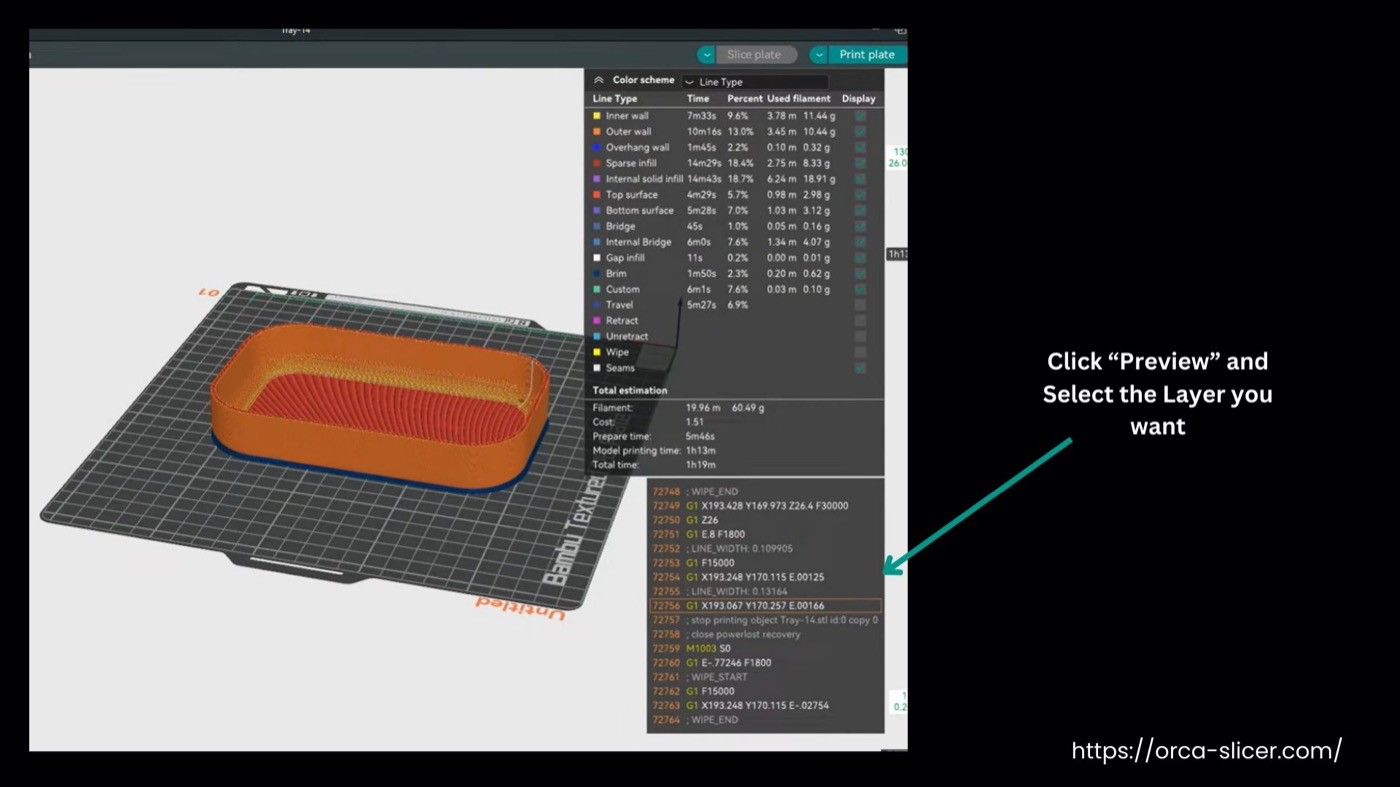 Tray-14
Slice plate
Print plate
Color scheme Line Type
Line Type Time Percent Used filament Display
Inner wall 7m33s 9.6% 3.78 m 11.44 g
Outer wall 10m16s 13.0% 3.45 m 10.44 g
Overhang wall 1m45s 2.2% 0.10 m 0.32 g
Sparse infill 14m29s 18.4% 2.75 m 8.33 g
Internal solid infill 14m43s 18.7% 6.24 m 18.91 g
Top surface 4m29s 5.7% 0.98 m 2.98 g
Bottom surface 5m28s 7.0% 1.03 m 3.12 g
Bridge 45s 1.0% 0.05 m 0.16 g
Internal Bridge 6m0s 7.6% 1.34 m 4.07 g
Gap infill 11s 0.2% 0.00 m 0.01 g
Brim 1m50s 2.3% 0.20 m 0.62 g
Custom 6m1s 7.6% 0.03 m 0.10 g
Travel 5m27s 6.9%
Retract
Unretract
Wipe
Seams
Total estimation
Filament: 19.96 m 60.49 g
Cost: 1.51
Prepare time: 5m46s
Model printing time: 1h13m
Total time: 1h19m
130
26.0
1h13
01
Bambu Textured
Untitled
72748 ; WIPE_END
72749 G1 X193.428 Y169.973 Z26.4 F30000
72750 G1 Z26
72751 G1 E.8 F1800
72752 ; LINE_WIDTH: 0.109905
72753 G1 F15000
72754 G1 X193.248 Y170.115 E.00125
72755 ; LINE_WIDTH: 0.13164
72756 G1 X193.067 Y170.257 E.00166
72757 ; stop printing object Tray-14.stl id:0 copy 0
72758 ; close powerlost recovery
72759 M1003 S0
72760 G1 E-.77246 F1800
72761 ; WIPE_START
72762 G1 F15000
72763 G1 X193.248 Y170.115 E-.02754
72764 ; WIPE_END
1
0.2
Click “Preview” and
Select the Layer you
want
https://orca-slicer.com/